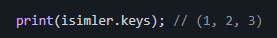 print(isimler.keys); // (1, 2, 3)